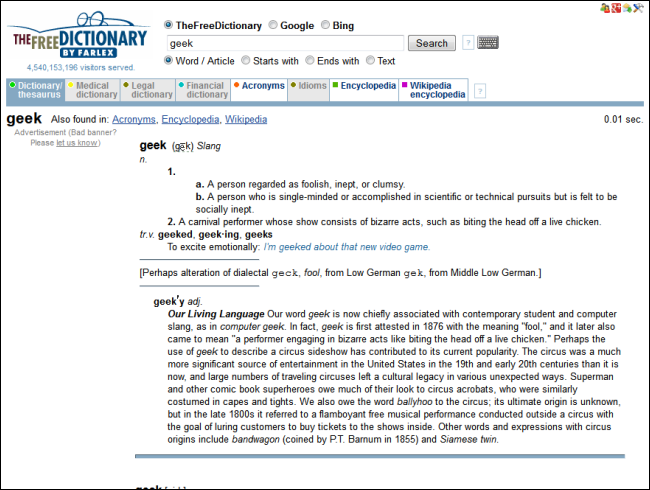 TheFreeDictionary Google Bing
THEFREEDICTIONARY
BY FARLEX
geek Search ?
Word / Article Starts with Ends with Text
4,540,153,196 visitors served.
Dictionary/ thesaurus Medical dictionary Legal dictionary Financial dictionary Acronyms Idioms Encyclopedia Wikipedia encyclopedia ?
geek Also found in: Acronyms, Encyclopedia, Wikipedia 0.01 sec.
Advertisement (Bad banner?
Please let us know)
geek (gēk) Slang
n.
1.
a. A person regarded as foolish, inept, or clumsy.
b. A person who is single-minded or accomplished in scientific or technical pursuits but is felt to be
socially inept.
2. A carnival performer whose show consists of bizarre acts, such as biting the head off a live chicken.
tr.v. geeked, geek·ing, geeks
To excite emotionally: I'm geeked about that new video game.
[Perhaps alteration of dialectal geck, fool, from Low German gek, from Middle Low German.]
geek′y adj.
Our Living Language Our word geek is now chiefly associated with contemporary student and computer
slang, as in computer geek. In fact, geek is first attested in 1876 with the meaning "fool," and it later also
came to mean "a performer engaging in bizarre acts like biting the head off a live chicken." Perhaps the
use of geek to describe a circus sideshow has contributed to its current popularity. The circus was a much
more significant source of entertainment in the United States in the 19th and early 20th centuries than it is
now, and large numbers of traveling circuses left a cultural legacy in various unexpected ways. Superman
and other comic book superheroes owe much of their look to circus acrobats, who were similarly
costumed in capes and tights. We also owe the word ballyhoo to the circus; its ultimate origin is unknown,
but in the late 1800s it referred to a flamboyant free musical performance conducted outside a circus with
the goal of luring customers to buy tickets to the shows inside. Other words and expressions with circus
origins include bandwagon (coined by P.T. Barnum in 1855) and Siamese twin.